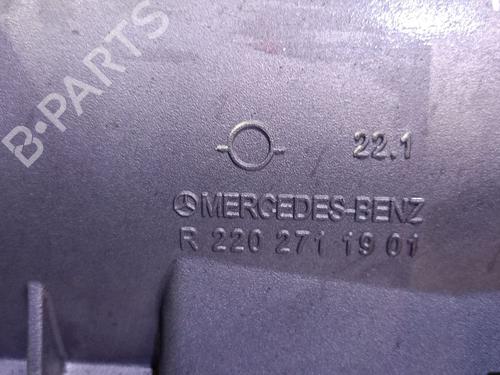 B-PARTS
22.1
MERCEDES-BENZ
R 220 271 19 01